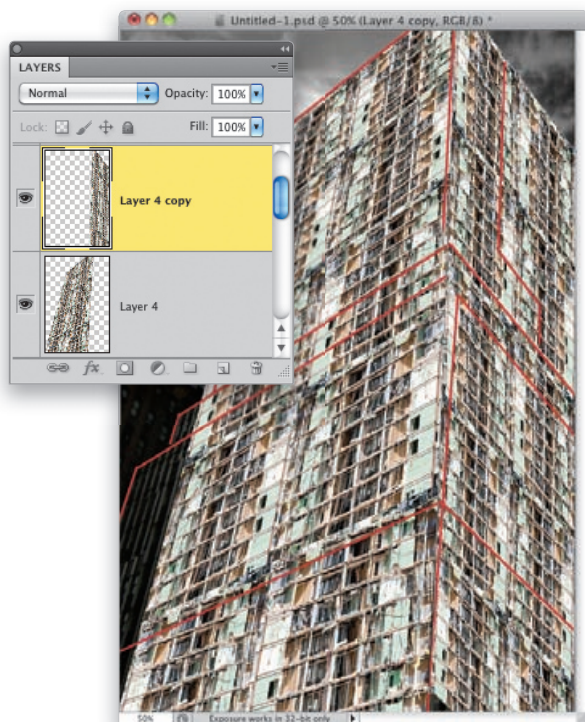 Untitled-1.psd @ 50% (Layer 4 copy, RGB/8) *
LAYERS
Normal Opacity: 100%
Lock: Fill: 100%
Layer 4 copy
Layer 4
fx
50% Exposure works in 32-bit only